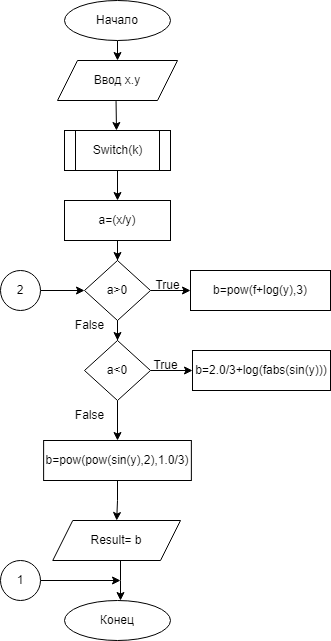 Начало
Ввод x.y
Switch(k)
a=(x/y)
2
a>0
True
b=pow(f+log(y),3)
False
a<0
True
b=2.0/3+log(fabs(sin(y)))
False
b=pow(pow(sin(y),2),1.0/3)
Result= b
1
Конец